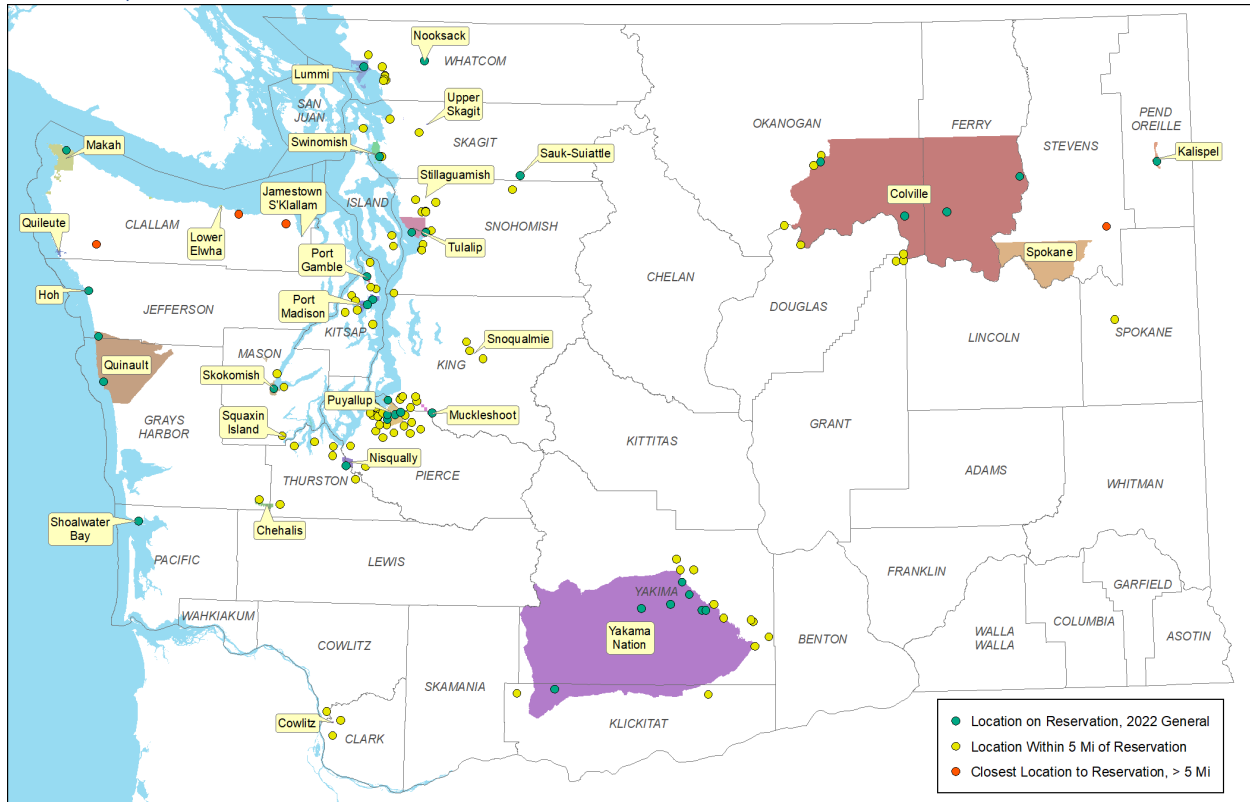 Nooksack
WHATCOM
Lummi
SAN
JUAN
Upper
Skagit
OKANOGAN
FERRY
PEND
OREILLE
STEVENS
Makah
Swinomish
SKAGIT
Sauk-Suiattle
Kalispel
Stillaguamish
Jamestown
S'Klallam
ISLAND
Colville
CLALLAM
Quileute
Lower
Elwha
SNOHOMISH
Tulalip
Port
Gamble
Spokane
CHELAN
Hoh
JEFFERSON
Port
Madison
DOUGLAS
KITSAP
LINCOLN
SPOKANE
Snoqualmie
MASON
KING
Quinault
Skokomish
Puyallup
Muckleshoot
GRAYS
HARBOR
Squaxin
Island
GRANT
KITTITAS
Nisqually
PIERCE
ADAMS
THURSTON
WHITMAN
Shoalwater
Bay
Chehalis
PACIFIC
LEWIS
FRANKLIN
GARFIELD
YAKIMA
WAHKIAKUM
Yakama
Nation
BENTON
WALLA
WALLA
COLUMBIA
ASOTIN
COWLITZ
SKAMANIA
Cowlitz
CLARK
KLICKITAT
Location on Reservation, 2022 General
Location Within 5 Mi of Reservation
Closest Location to Reservation, > 5 Mi